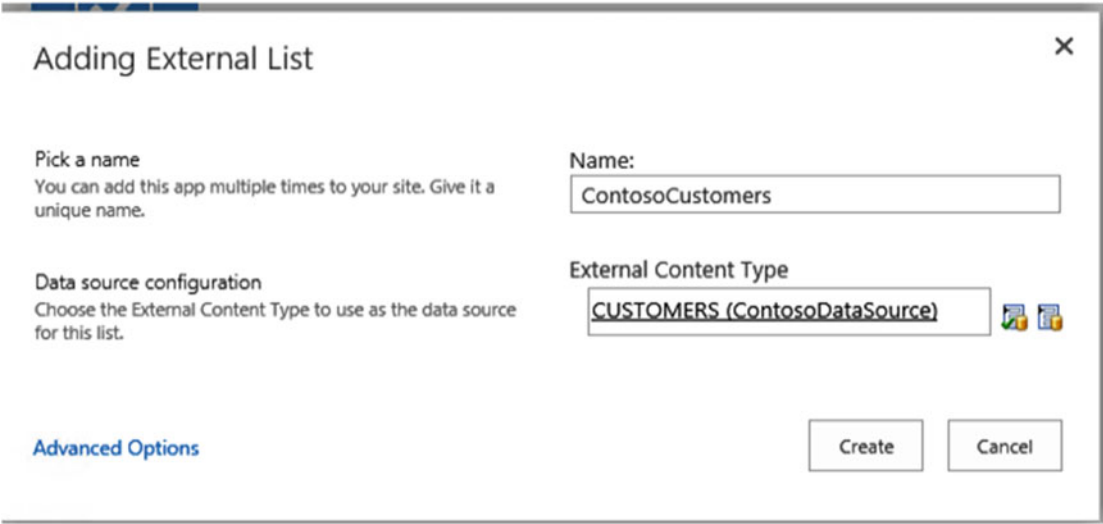 Adding External List
Pick a name
You can add this app multiple times to your site. Give it a
unique name.
Name:
ContosoCustomers
Data source configuration
Choose the External Content Type to use as the data source
for this list.
External Content Type
CUSTOMERS (ContosoDataSource)
Advanced Options
Create
Cancel